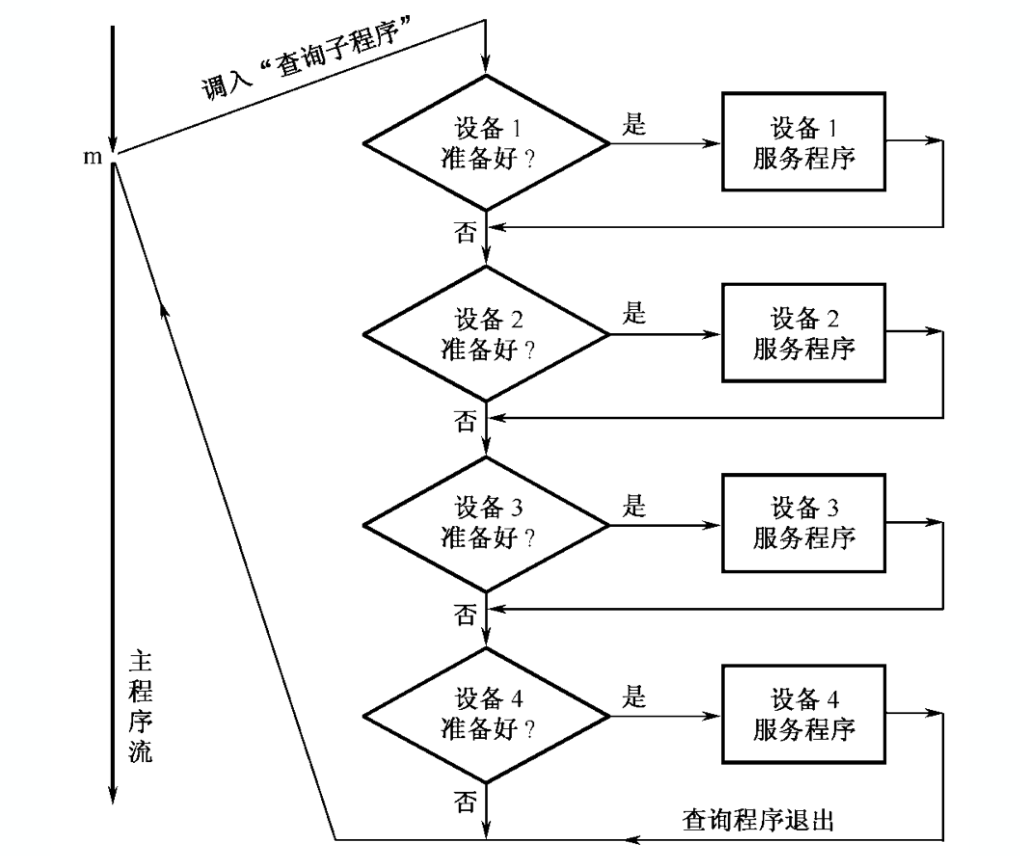 调入“查询子程序”
m
设备 1
准备好?
是
设备 1
服务程序
否
设备 2
准备好?
是
设备 2
服务程序
否
设备 3
准备好?
是
设备 3
服务程序
否
设备 4
准备好?
是
设备 4
服务程序
否
查询程序退出
主程序流